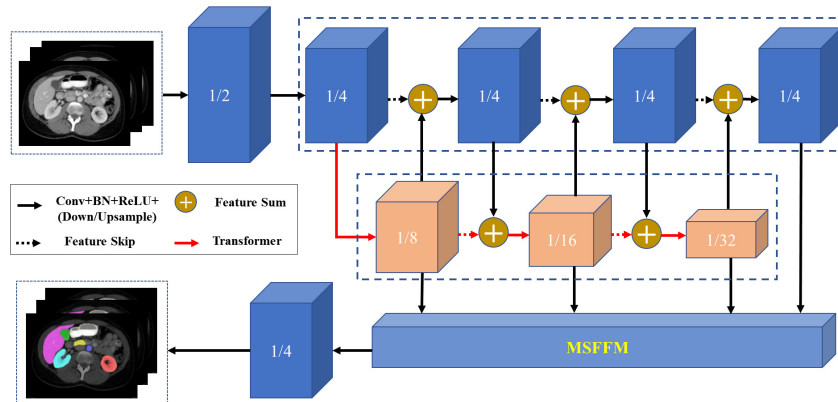 1/2
1/4
1/4
1/4
1/4
Conv+BN+ReLU+
(Down/Upsample)
Feature Sum
Feature Skip
Transformer
1/8
1/16
1/32
1/4
MSFFM